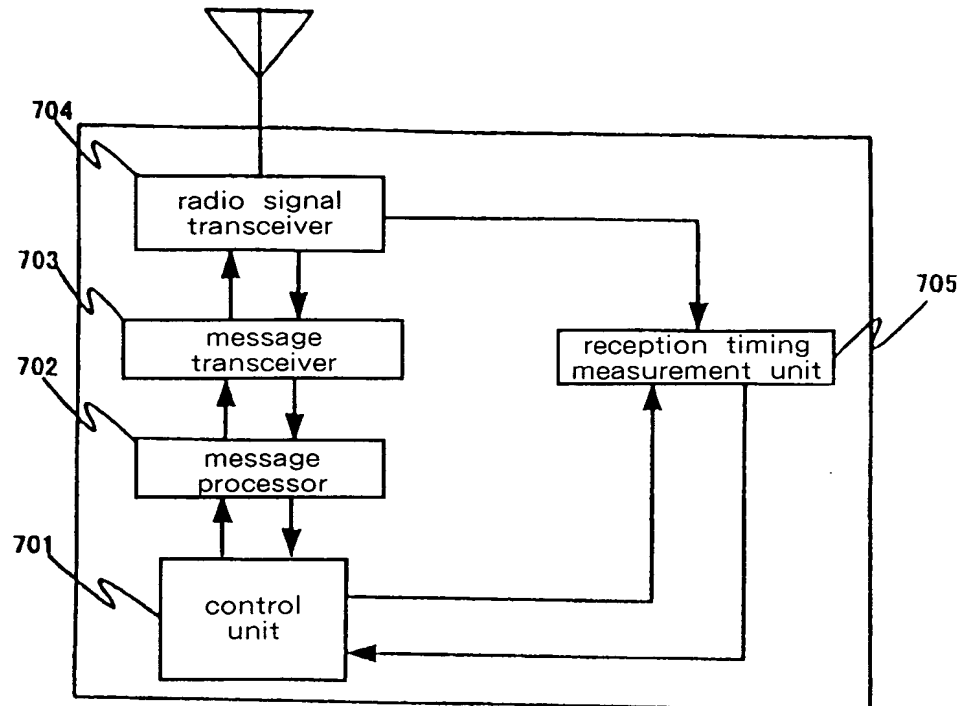 704
radio signal
transceiver
703
message
transceiver
705
reception timing
measurement unit
702
message
processor
701
control
unit